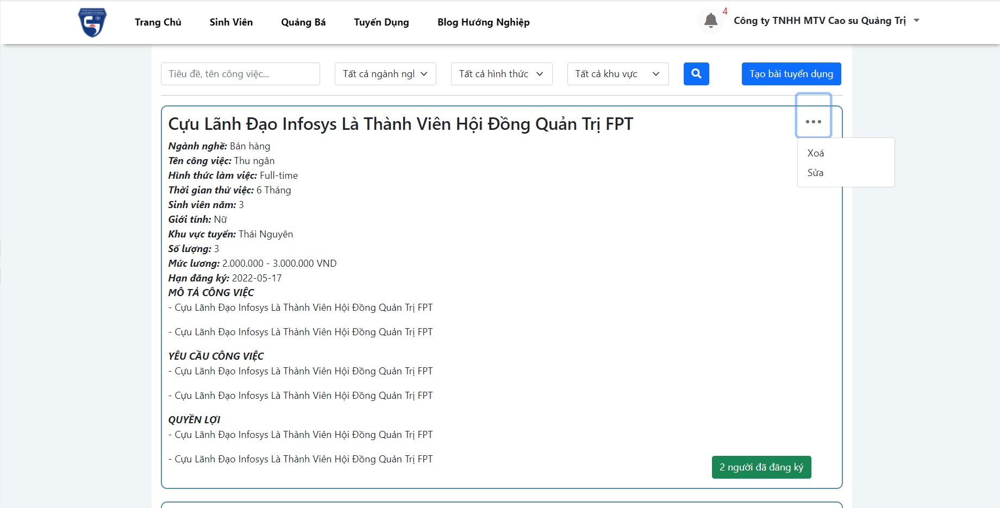 Trang Chủ
Sinh Viên
Quảng Bá
Tuyển Dụng
Blog Hướng Nghiệp
4
Công ty TNHH MTV Cao su Quảng Trị
Tiêu đề, tên công việc...
Tất cả ngành ngl
Tất cả hình thức
Tất cả khu vực
Tạo bài tuyển dụng
Cựu Lãnh Đạo Infosys Là Thành Viên Hội Đồng Quản Trị FPT
Xoá
Sửa
Ngành nghề: Bán hàng
Tên công việc: Thu ngân
Hình thức làm việc: Full-time
Thời gian thử việc: 6 Tháng
Sinh viên năm: 3
Giới tính: Nữ
Khu vực tuyển: Thái Nguyên
Số lượng: 3
Mức lương: 2.000.000 - 3.000.000 VND
Hạn đăng ký: 2022-05-17
MÔ TẢ CÔNG VIỆC
- Cựu Lãnh Đạo Infosys Là Thành Viên Hội Đồng Quản Trị FPT
- Cựu Lãnh Đạo Infosys Là Thành Viên Hội Đồng Quản Trị FPT
YÊU CẦU CÔNG VIỆC
- Cựu Lãnh Đạo Infosys Là Thành Viên Hội Đồng Quản Trị FPT
- Cựu Lãnh Đạo Infosys Là Thành Viên Hội Đồng Quản Trị FPT
QUYỀN LỢI
- Cựu Lãnh Đạo Infosys Là Thành Viên Hội Đồng Quản Trị FPT
- Cựu Lãnh Đạo Infosys Là Thành Viên Hội Đồng Quản Trị FPT
2 người đã đăng ký